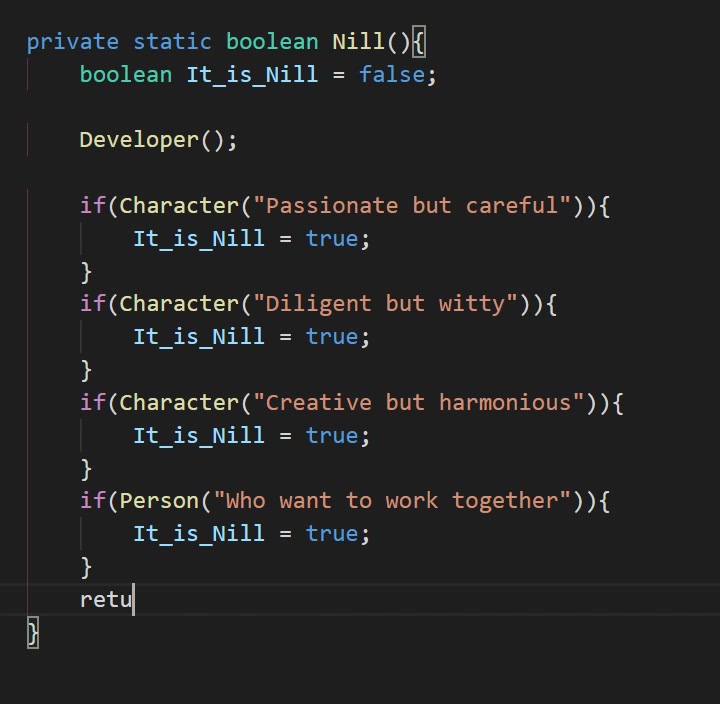 private static boolean Nill(){
boolean It_is_Nill = false;
Developer();
if(Character("Passionate but careful")){
It_is_Nill = true;
}
if(Character("Diligent but witty")){
It_is_Nill = true;
}
if(Character("Creative but harmonious")){
It_is_Nill = true;
}
if(Person("Who want to work together")){
It_is_Nill = true;
}
retu
}